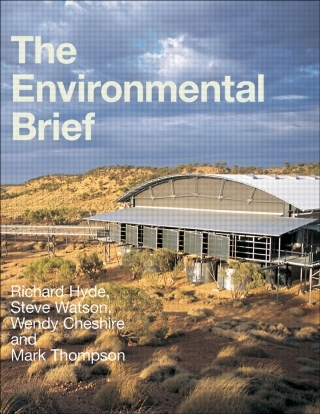 The
Environmental
Brief
Richard Hyde,
Steve Watson,
Wendy Cheshire
and
Mark Thompson